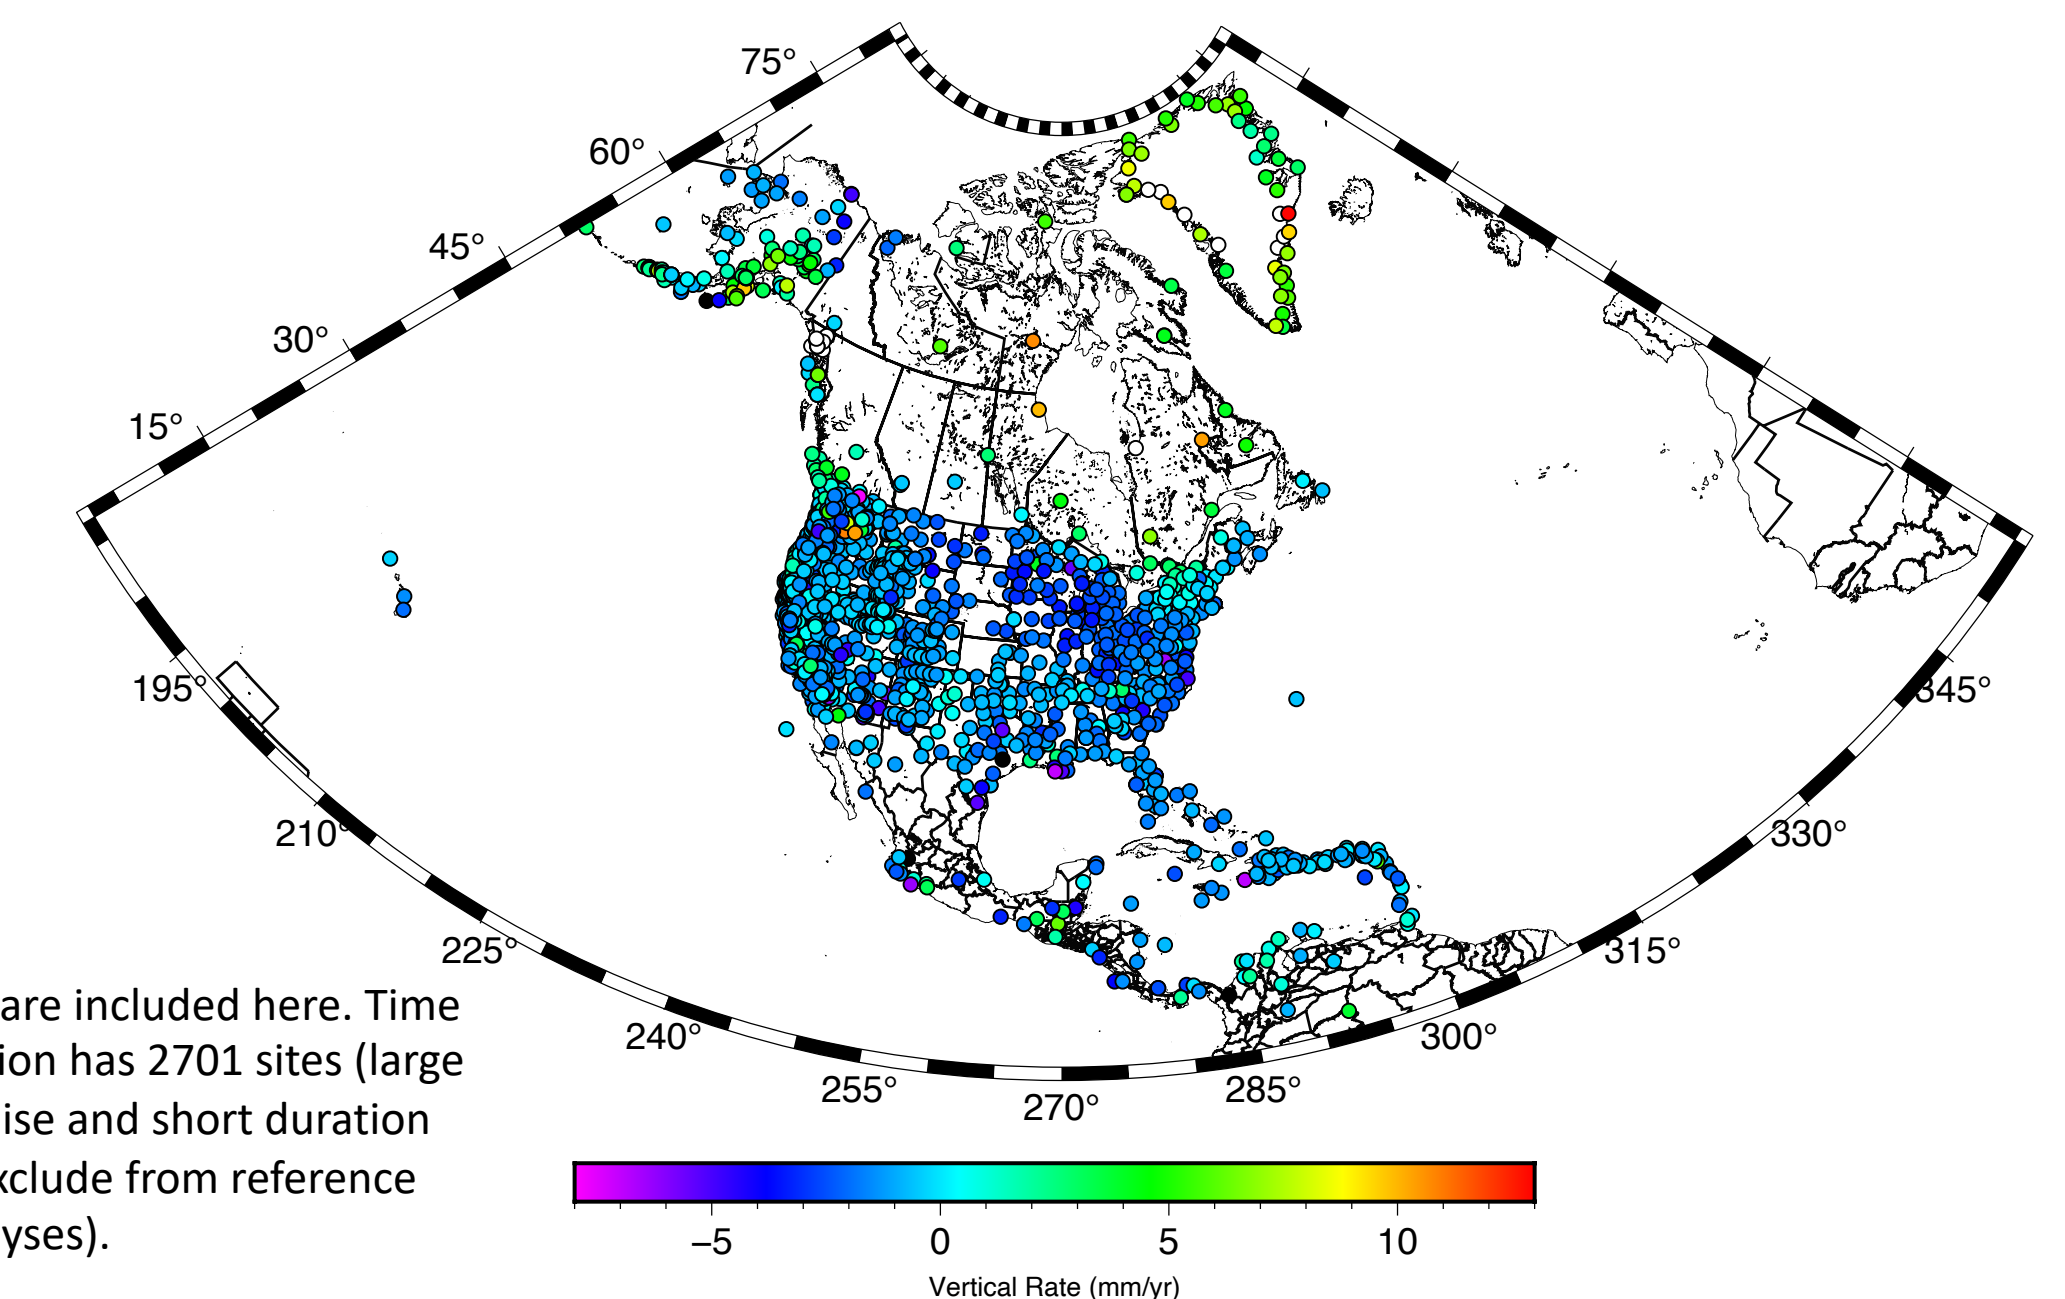 75°
60°
45°
30°
15°
195°
210°
225°
240°
255°
270°
285°
300°
315°
330°
345°
are included here. Time
ion has 2701 sites (large
ise and short duration
xclude from reference
yses).
−5 0 5 10
Vertical Rate (mm/yr)